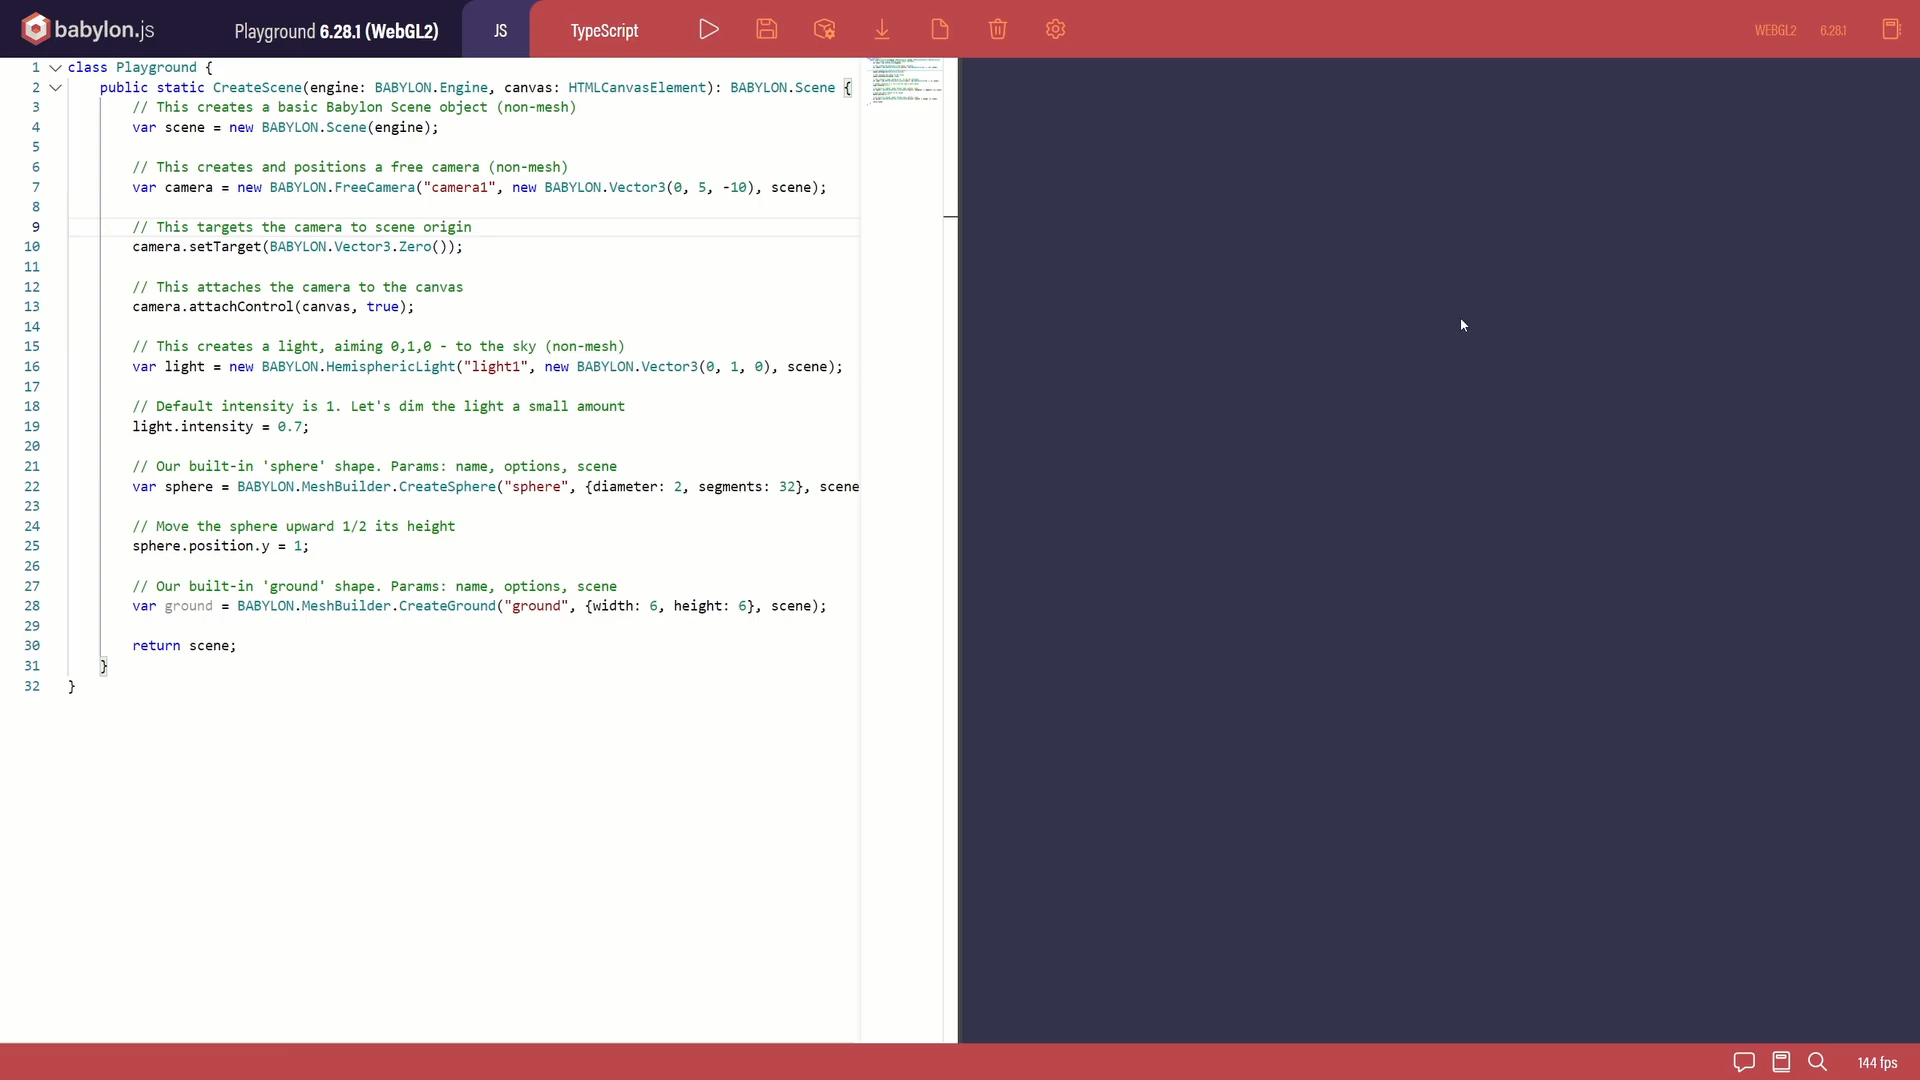 babylon.js Playground 6.28.1 (WebGL2) JS TypeScript WEBGL2 6.28.1
1 class Playground {
2 public static CreateScene(engine: BABYLON.Engine, canvas: HTMLCanvasElement): BABYLON.Scene {
3 // This creates a basic Babylon Scene object (non-mesh)
4 var scene = new BABYLON.Scene(engine);
5
6 // This creates and positions a free camera (non-mesh)
7 var camera = new BABYLON.FreeCamera("camera1", new BABYLON.Vector3(0, 5, -10), scene);
8
9 // This targets the camera to scene origin
10 camera.setTarget(BABYLON.Vector3.Zero());
11
12 // This attaches the camera to the canvas
13 camera.attachControl(canvas, true);
14
15 // This creates a light, aiming 0,1,0 - to the sky (non-mesh)
16 var light = new BABYLON.HemisphericLight("light1", new BABYLON.Vector3(0, 1, 0), scene);
17
18 // Default intensity is 1. Let's dim the light a small amount
19 light.intensity = 0.7;
20
21 // Our built-in 'sphere' shape. Params: name, options, scene
22 var sphere = BABYLON.MeshBuilder.CreateSphere("sphere", {diameter: 2, segments: 32}, scene
23
24 // Move the sphere upward 1/2 its height
25 sphere.position.y = 1;
26
27 // Our built-in 'ground' shape. Params: name, options, scene
28 var ground = BABYLON.MeshBuilder.CreateGround("ground", {width: 6, height: 6}, scene);
29
30 return scene;
31 }
32 }
144 fps